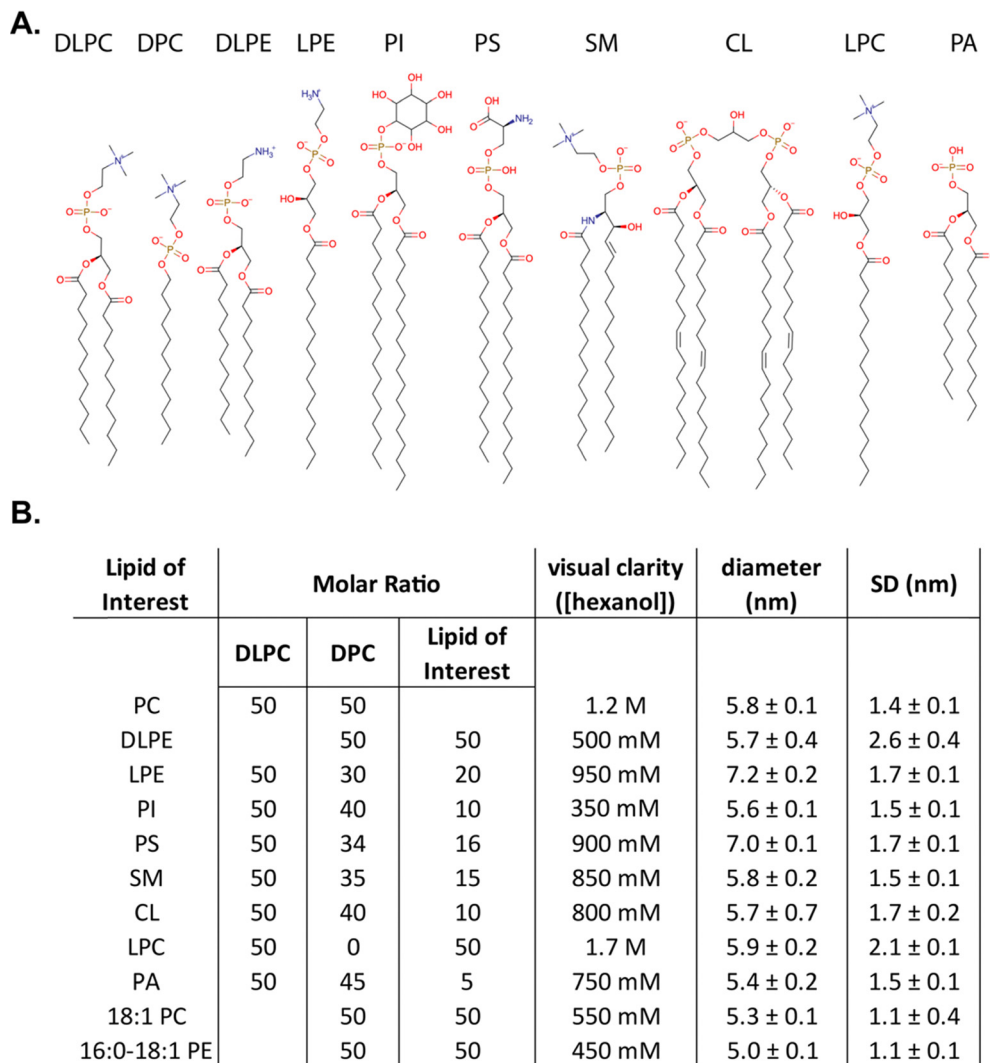 A.
DLPC DPC DLPE LPE PI PS SM CL LPC PA
B.
Lipid of Interest Molar Ratio visual clarity ([hexanol]) diameter (nm) SD (nm)
DLPC DPC Lipid of Interest
PC 50 50 1.2 M 5.8 ± 0.1 1.4 ± 0.1
DLPE 50 50 500 mM 5.7 ± 0.4 2.6 ± 0.4
LPE 50 30 20 950 mM 7.2 ± 0.2 1.7 ± 0.1
PI 50 40 10 350 mM 5.6 ± 0.1 1.5 ± 0.1
PS 50 34 16 900 mM 7.0 ± 0.1 1.7 ± 0.1
SM 50 35 15 850 mM 5.8 ± 0.2 1.5 ± 0.1
CL 50 40 10 800 mM 5.7 ± 0.7 1.7 ± 0.2
LPC 50 0 50 1.7 M 5.9 ± 0.2 2.1 ± 0.1
PA 50 45 5 750 mM 5.4 ± 0.2 1.5 ± 0.1
18:1 PC 50 50 550 mM 5.3 ± 0.1 1.1 ± 0.4
16:0-18:1 PE 50 50 450 mM 5.0 ± 0.1 1.1 ± 0.1